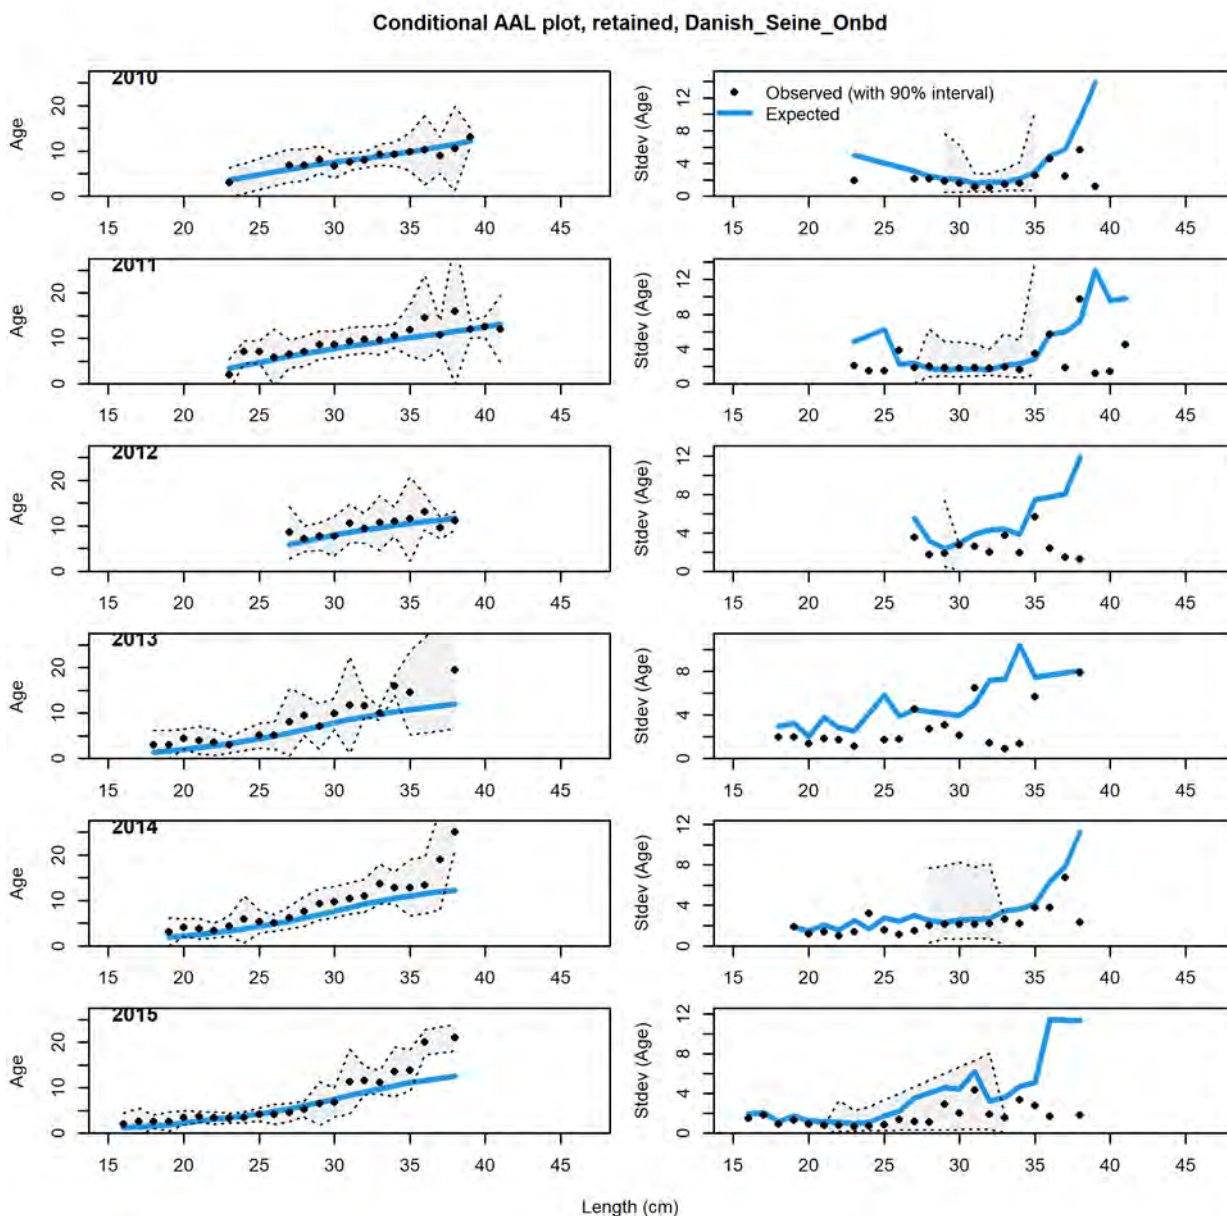 Conditional AAL plot, retained, Danish_Seine_Onbd
2010
Age
0 10 20
15 20 25 30 35 40 45
Stdev (Age)
0 4 8 12
Observed (with 90% interval)
Expected
15 20 25 30 35 40 45
2011
Age
0 10 20
15 20 25 30 35 40 45
Stdev (Age)
0 4 8 12
15 20 25 30 35 40 45
2012
Age
0 10 20
15 20 25 30 35 40 45
Stdev (Age)
0 4 8 12
15 20 25 30 35 40 45
2013
Age
0 10 20
15 20 25 30 35 40 45
Stdev (Age)
0 4 8
15 20 25 30 35 40 45
2014
Age
0 10 20
15 20 25 30 35 40 45
Stdev (Age)
0 4 8 12
15 20 25 30 35 40 45
2015
Age
0 10 20
15 20 25 30 35 40 45
Stdev (Age)
0 4 8 12
15 20 25 30 35 40 45
Length (cm)